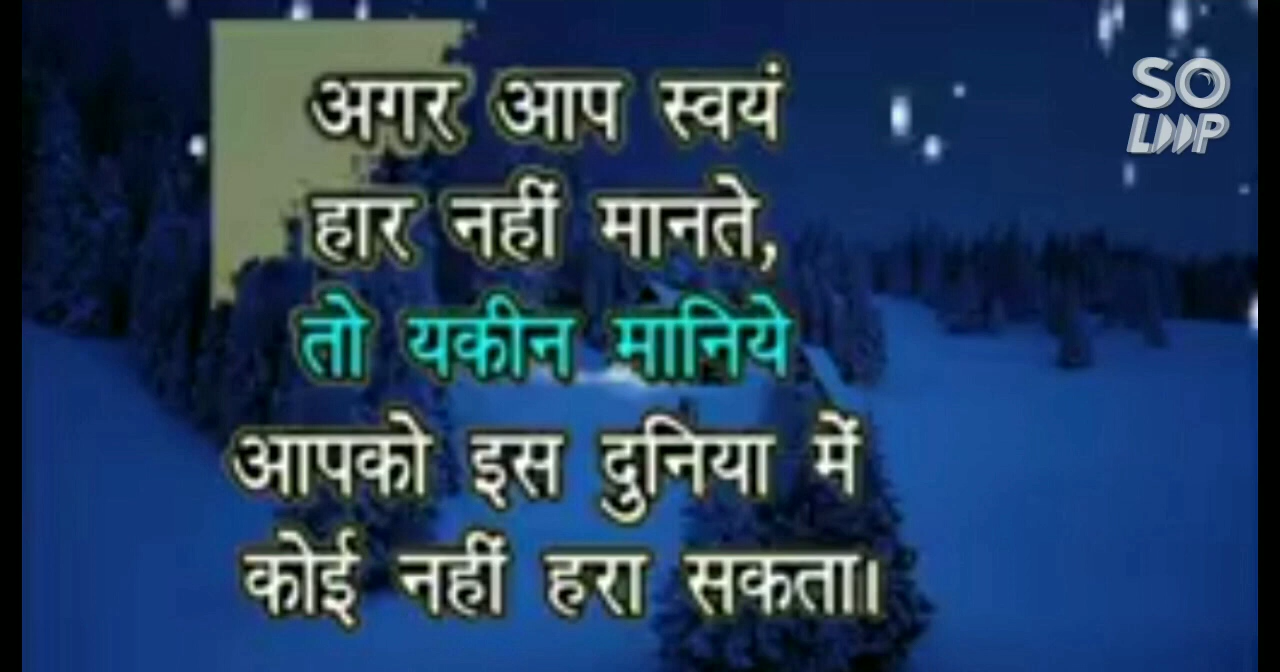 अगर आप स्वयं
हार नहीं मानते,
तो यकीन मानिये
आपको इस दुनिया में
कोई नहीं हरा सकता।
SO
LOOP